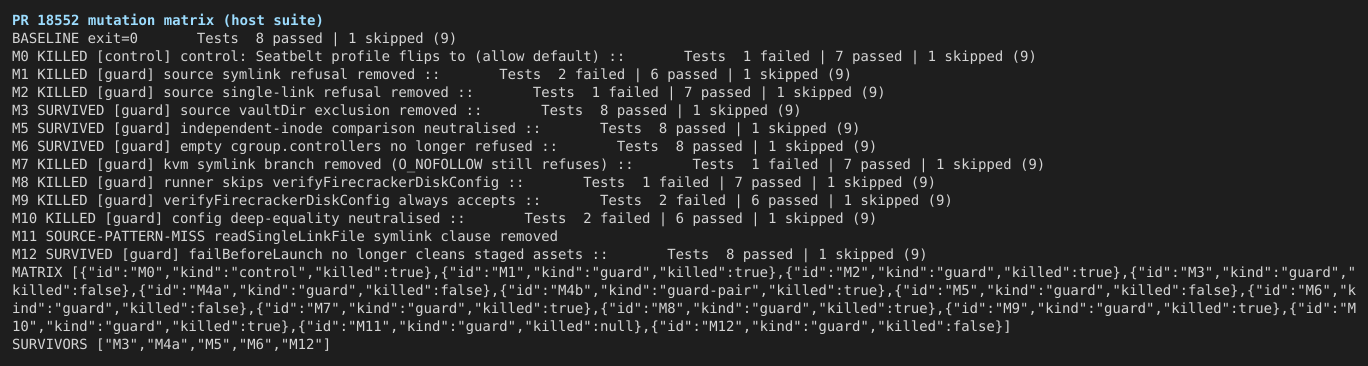 PR 18552 mutation matrix (host suite)
BASELINE exit=0       Tests  8 passed | 1 skipped (9)
M0 KILLED [control] control: Seatbelt profile flips to (allow default) ::       Tests  1 failed | 7 passed | 1 skipped (9)
M1 KILLED [guard] source symlink refusal removed ::       Tests  2 failed | 6 passed | 1 skipped (9)
M2 KILLED [guard] source single-link refusal removed ::       Tests  1 failed | 7 passed | 1 skipped (9)
M3 SURVIVED [guard] source vaultDir exclusion removed ::       Tests  8 passed | 1 skipped (9)
M5 SURVIVED [guard] independent-inode comparison neutralised ::       Tests  8 passed | 1 skipped (9)
M6 SURVIVED [guard] empty cgroup.controllers no longer refused ::       Tests  8 passed | 1 skipped (9)
M7 KILLED [guard] kvm symlink branch removed (O_NOFOLLOW still refuses) ::       Tests  1 failed | 7 passed | 1 skipped (9)
M8 KILLED [guard] runner skips verifyFirecrackerDiskConfig ::       Tests  1 failed | 7 passed | 1 skipped (9)
M9 KILLED [guard] verifyFirecrackerDiskConfig always accepts ::       Tests  2 failed | 6 passed | 1 skipped (9)
M10 KILLED [guard] config deep-equality neutralised ::       Tests  2 failed | 6 passed | 1 skipped (9)
M11 SOURCE-PATTERN-MISS readSingleLinkFile symlink clause removed
M12 SURVIVED [guard] failBeforeLaunch no longer cleans staged assets ::       Tests  8 passed | 1 skipped (9)
MATRIX [{"id":"M0","kind":"control","killed":true},{"id":"M1","kind":"guard","killed":true},{"id":"M2","kind":"guard","killed":true},{"id":"M3","kind":"guard","
killed":false},{"id":"M4a","kind":"guard","killed":false},{"id":"M4b","kind":"guard-pair","killed":true},{"id":"M5","kind":"guard","killed":false},{"id":"M6","k
ind":"guard","killed":false},{"id":"M7","kind":"guard","killed":true},{"id":"M8","kind":"guard","killed":true},{"id":"M9","kind":"guard","killed":true},{"id":"M
10","kind":"guard","killed":true},{"id":"M11","kind":"guard","killed":null},{"id":"M12","kind":"guard","killed":false}]
SURVIVORS ["M3","M4a","M5","M6","M12"]